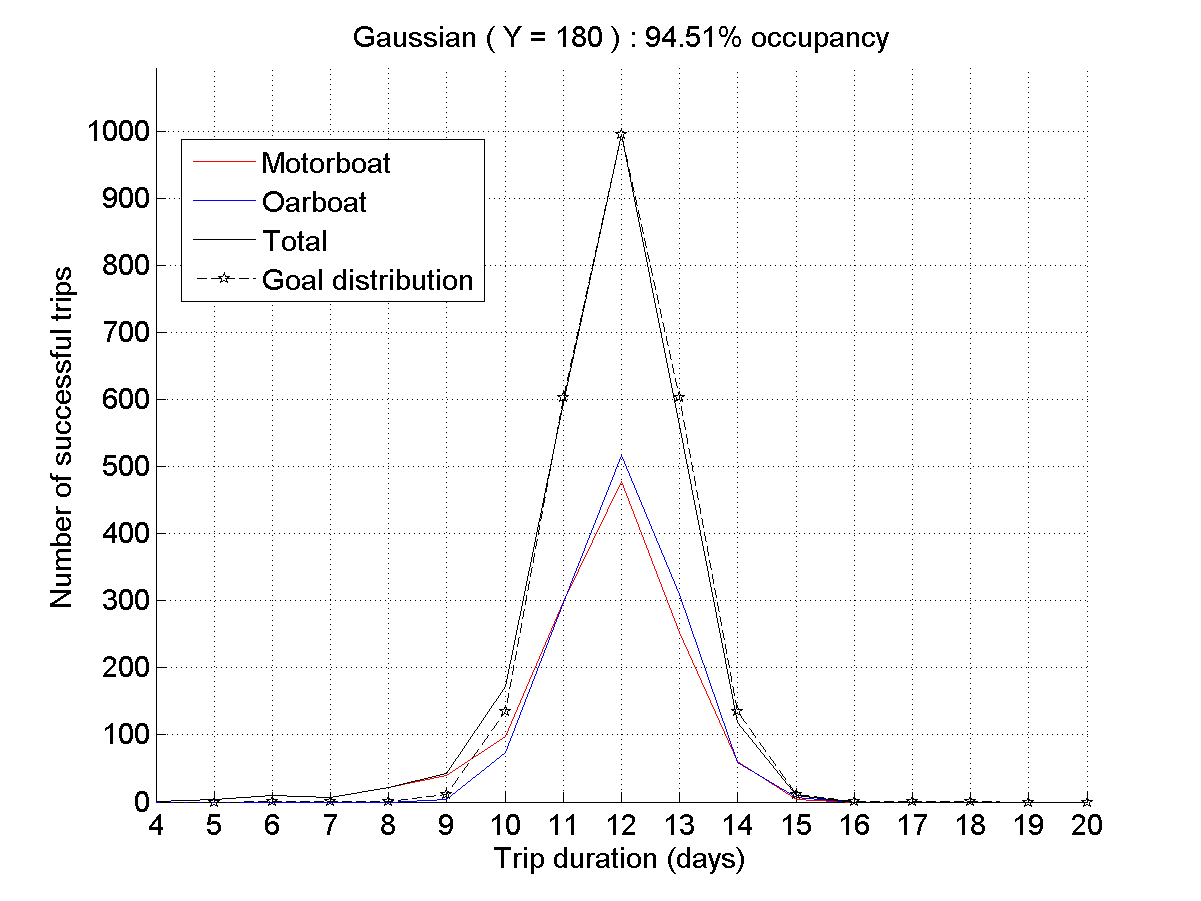 Gaussian ( Y = 180 ) : 94.51% occupancy
1000
900
800
700
600
500
400
300
200
100
0
Number of successful trips
Motorboat
Oarboat
Total
Goal distribution
4 5 6 7 8 9 10 11 12 13 14 15 16 17 18 19 20
Trip duration (days)